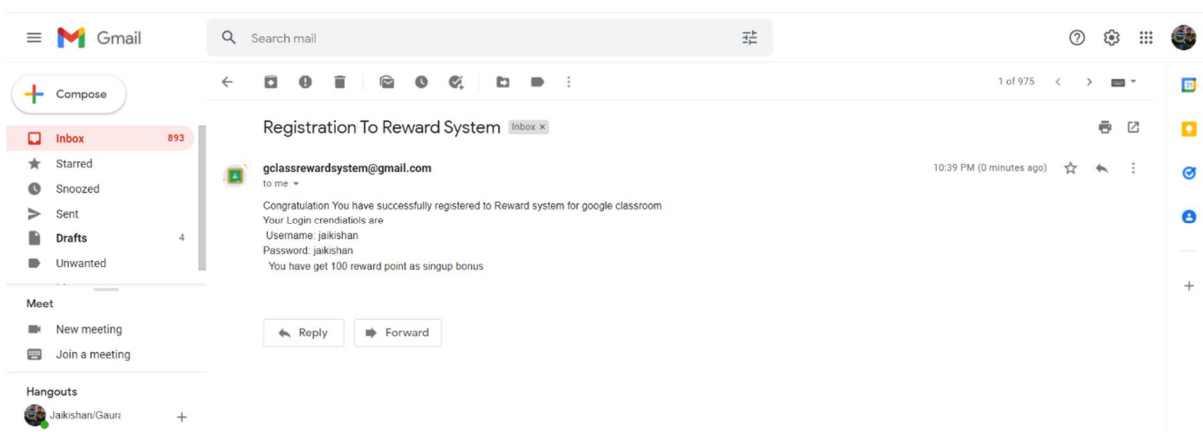 Gmail
Search mail
Compose
1 of 975
31
Registration To Reward System Inbox ×
Inbox 893
Starred
Snoozed
Sent
Drafts 4
Unwanted
gclassrewardsystem@gmail.com
10:39 PM (0 minutes ago)
to me
Congratulation You have successfully registered to Reward system for google classroom
Your Login crendiatiols are
Username: jaikishan
Password: jaikishan
You have get 100 reward point as singup bonus
Meet
New meeting
Join a meeting
Reply
Forward
Hangouts
Jaikishan/Gaura
+